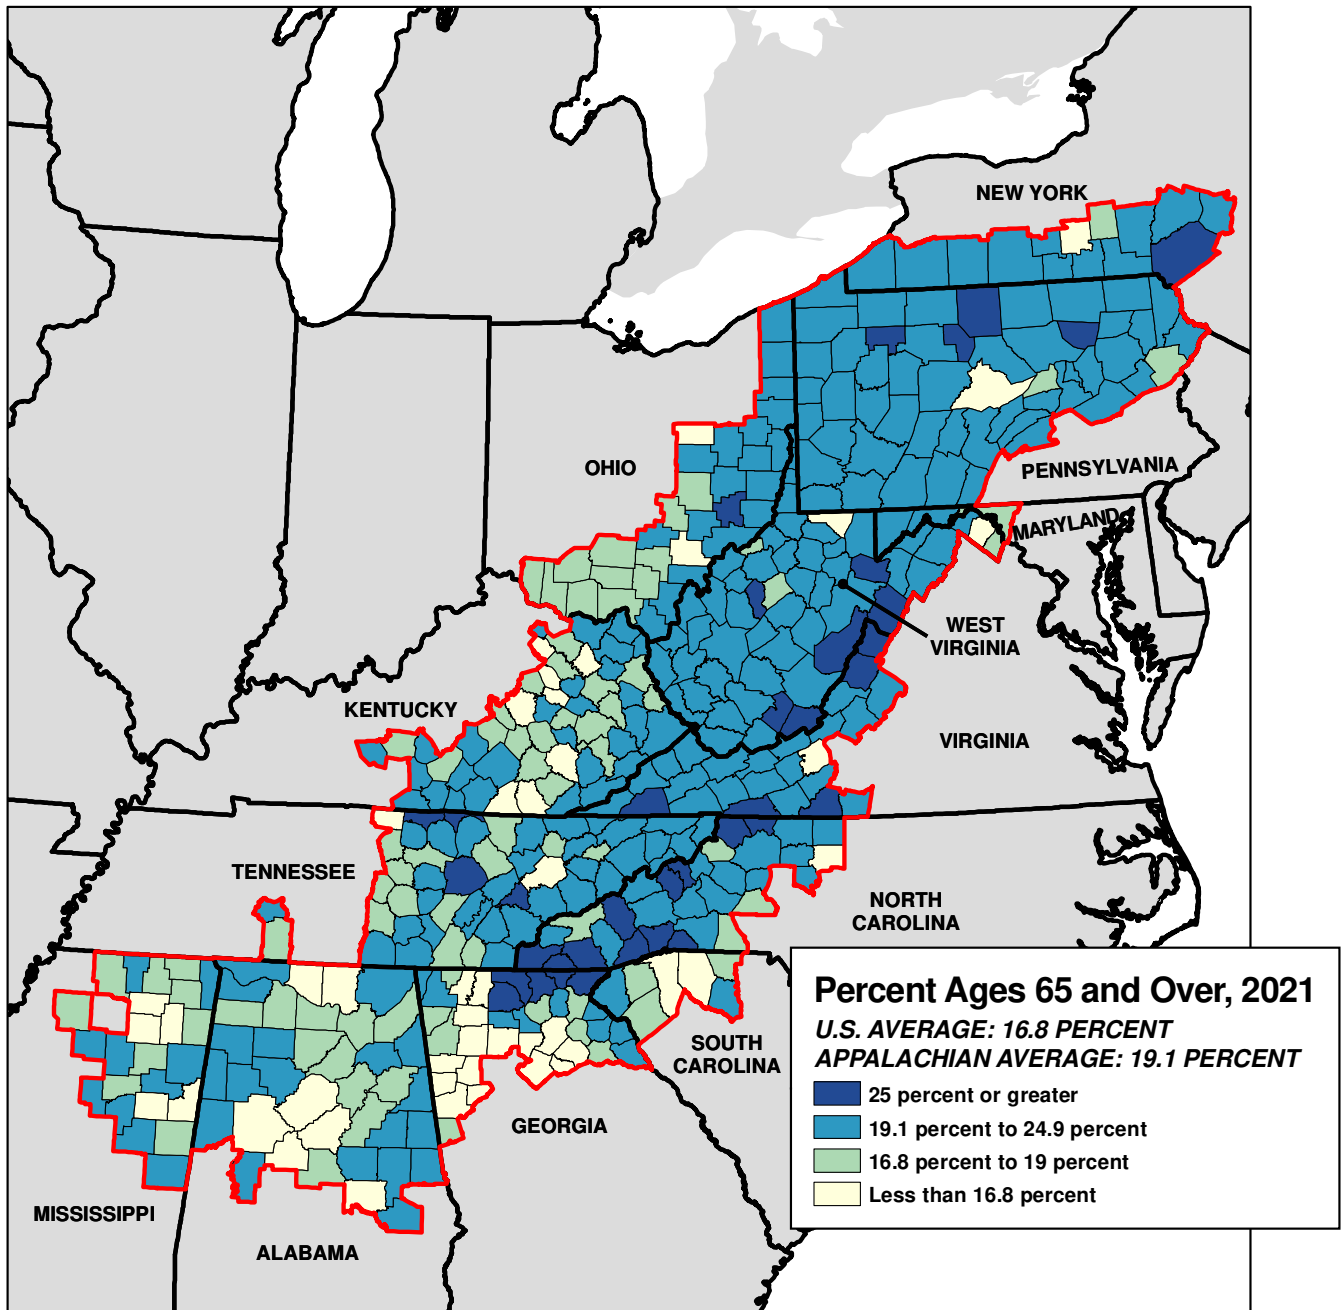 NEW YORK
OHIO
PENNSYLVANIA
MARYLAND
WEST
VIRGINIA
KENTUCKY
VIRGINIA
TENNESSEE
NORTH
CAROLINA
SOUTH
CAROLINA
GEORGIA
MISSISSIPPI
ALABAMA
Percent Ages 65 and Over, 2021
U.S. AVERAGE: 16.8 PERCENT
APPALACHIAN AVERAGE: 19.1 PERCENT
25 percent or greater
19.1 percent to 24.9 percent
16.8 percent to 19 percent
Less than 16.8 percent